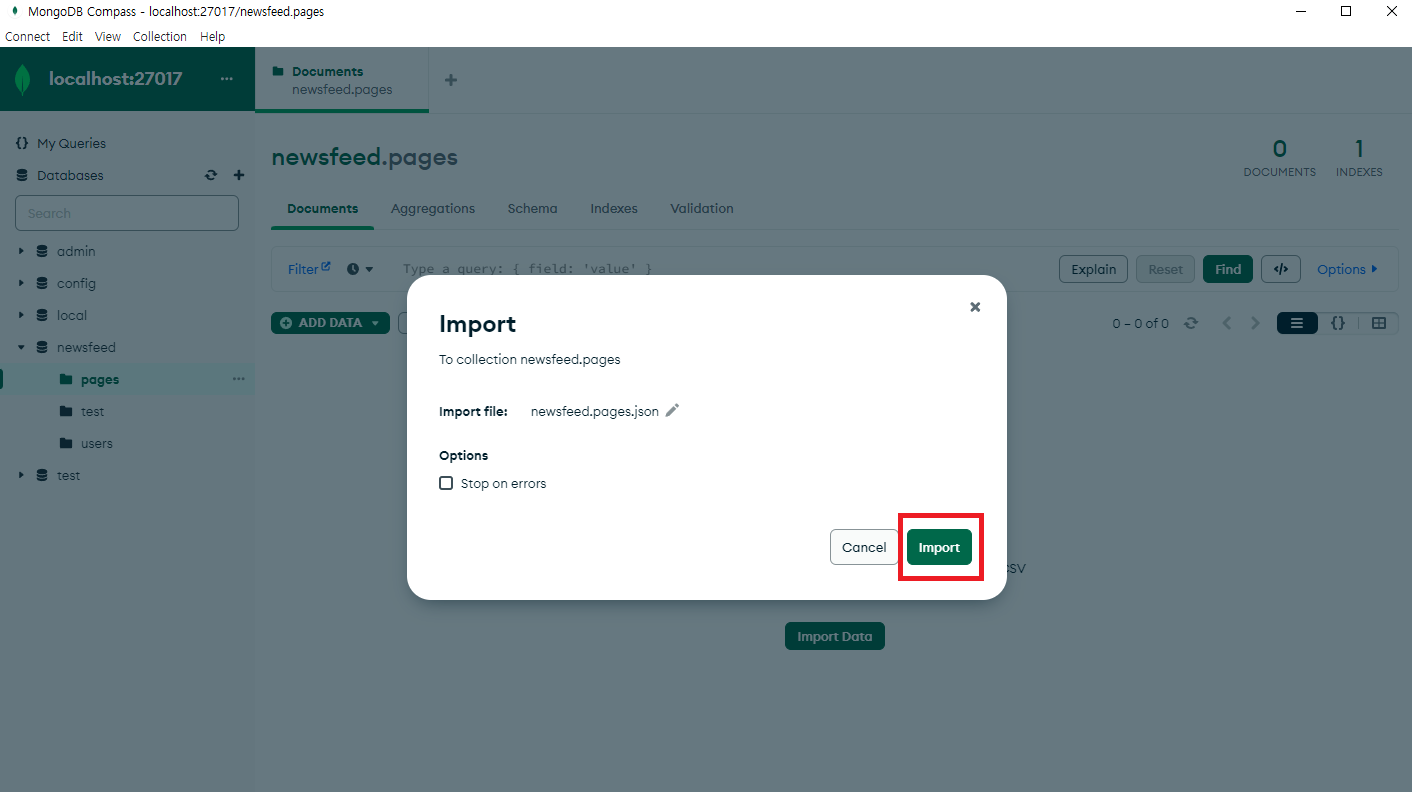 MongoDB Compass - localhost:27017/newsfeed.pages
Connect Edit View Collection Help
localhost:27017 ...
Documents
newsfeed.pages
{} My Queries
Databases
Search
admin
config
local
newsfeed
pages ...
test
users
test
newsfeed.pages
0
DOCUMENTS
1
INDEXES
Documents Aggregations Schema Indexes Validation
Filter Type a query: { field: 'value' } Explain Reset Find </> Options
ADD DATA 0 – 0 of 0 {}
Import
To collection newsfeed.pages
Import file: newsfeed.pages.json
Options
Stop on errors
Cancel Import
CSV
Import Data